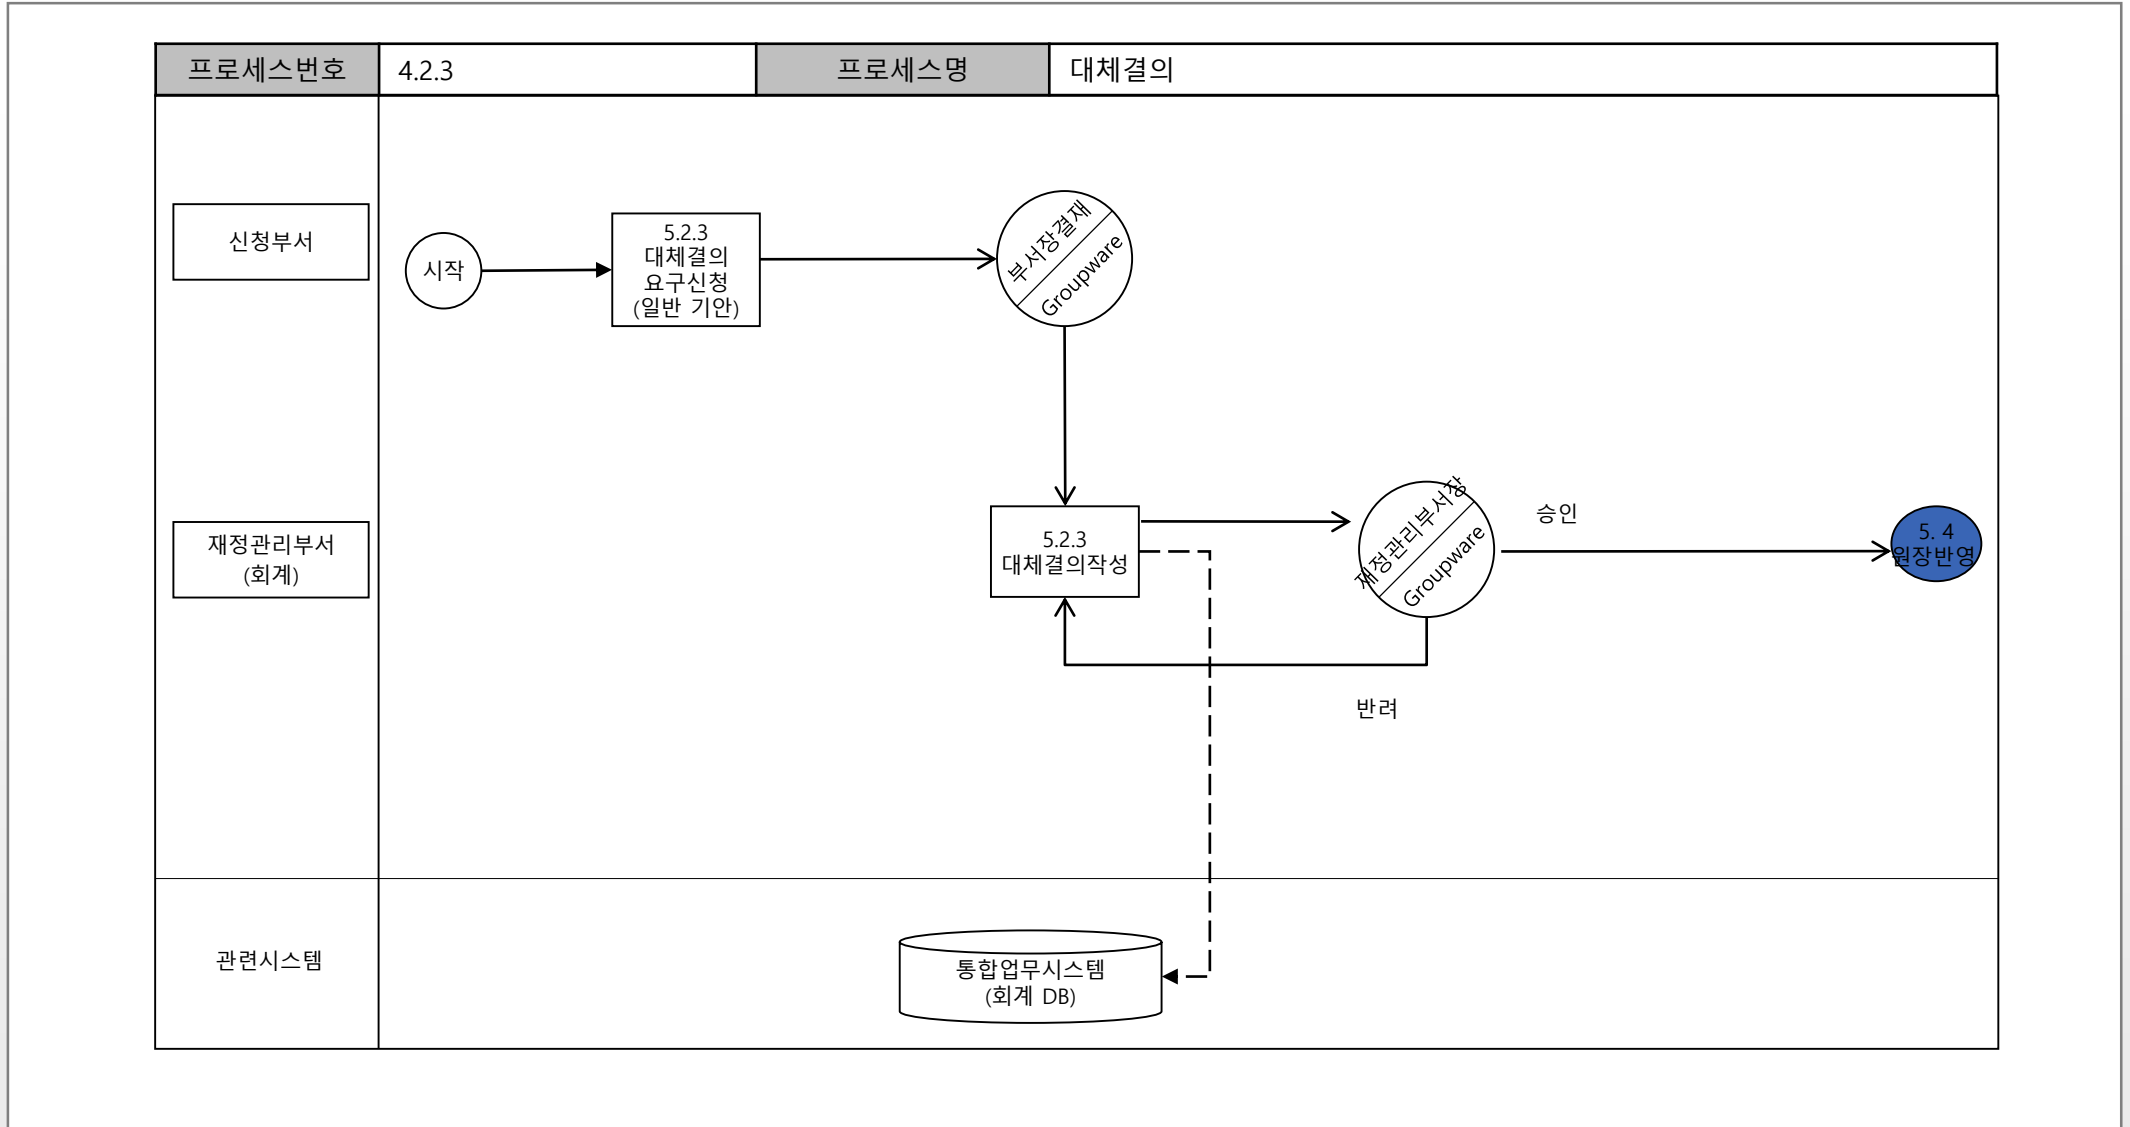 프로세스번호
4.2.3
프로세스명
대체결의
신청부서
시작
5.2.3
대체결의
요구신청
(일반 기안)
부서장결재
Groupware
재정관리부서
(회계)
5.2.3
대체결의작성
재정관리부서장
Groupware
승인
5. 4
원장반영
반려
관련시스템
통합업무시스템
(회계 DB)